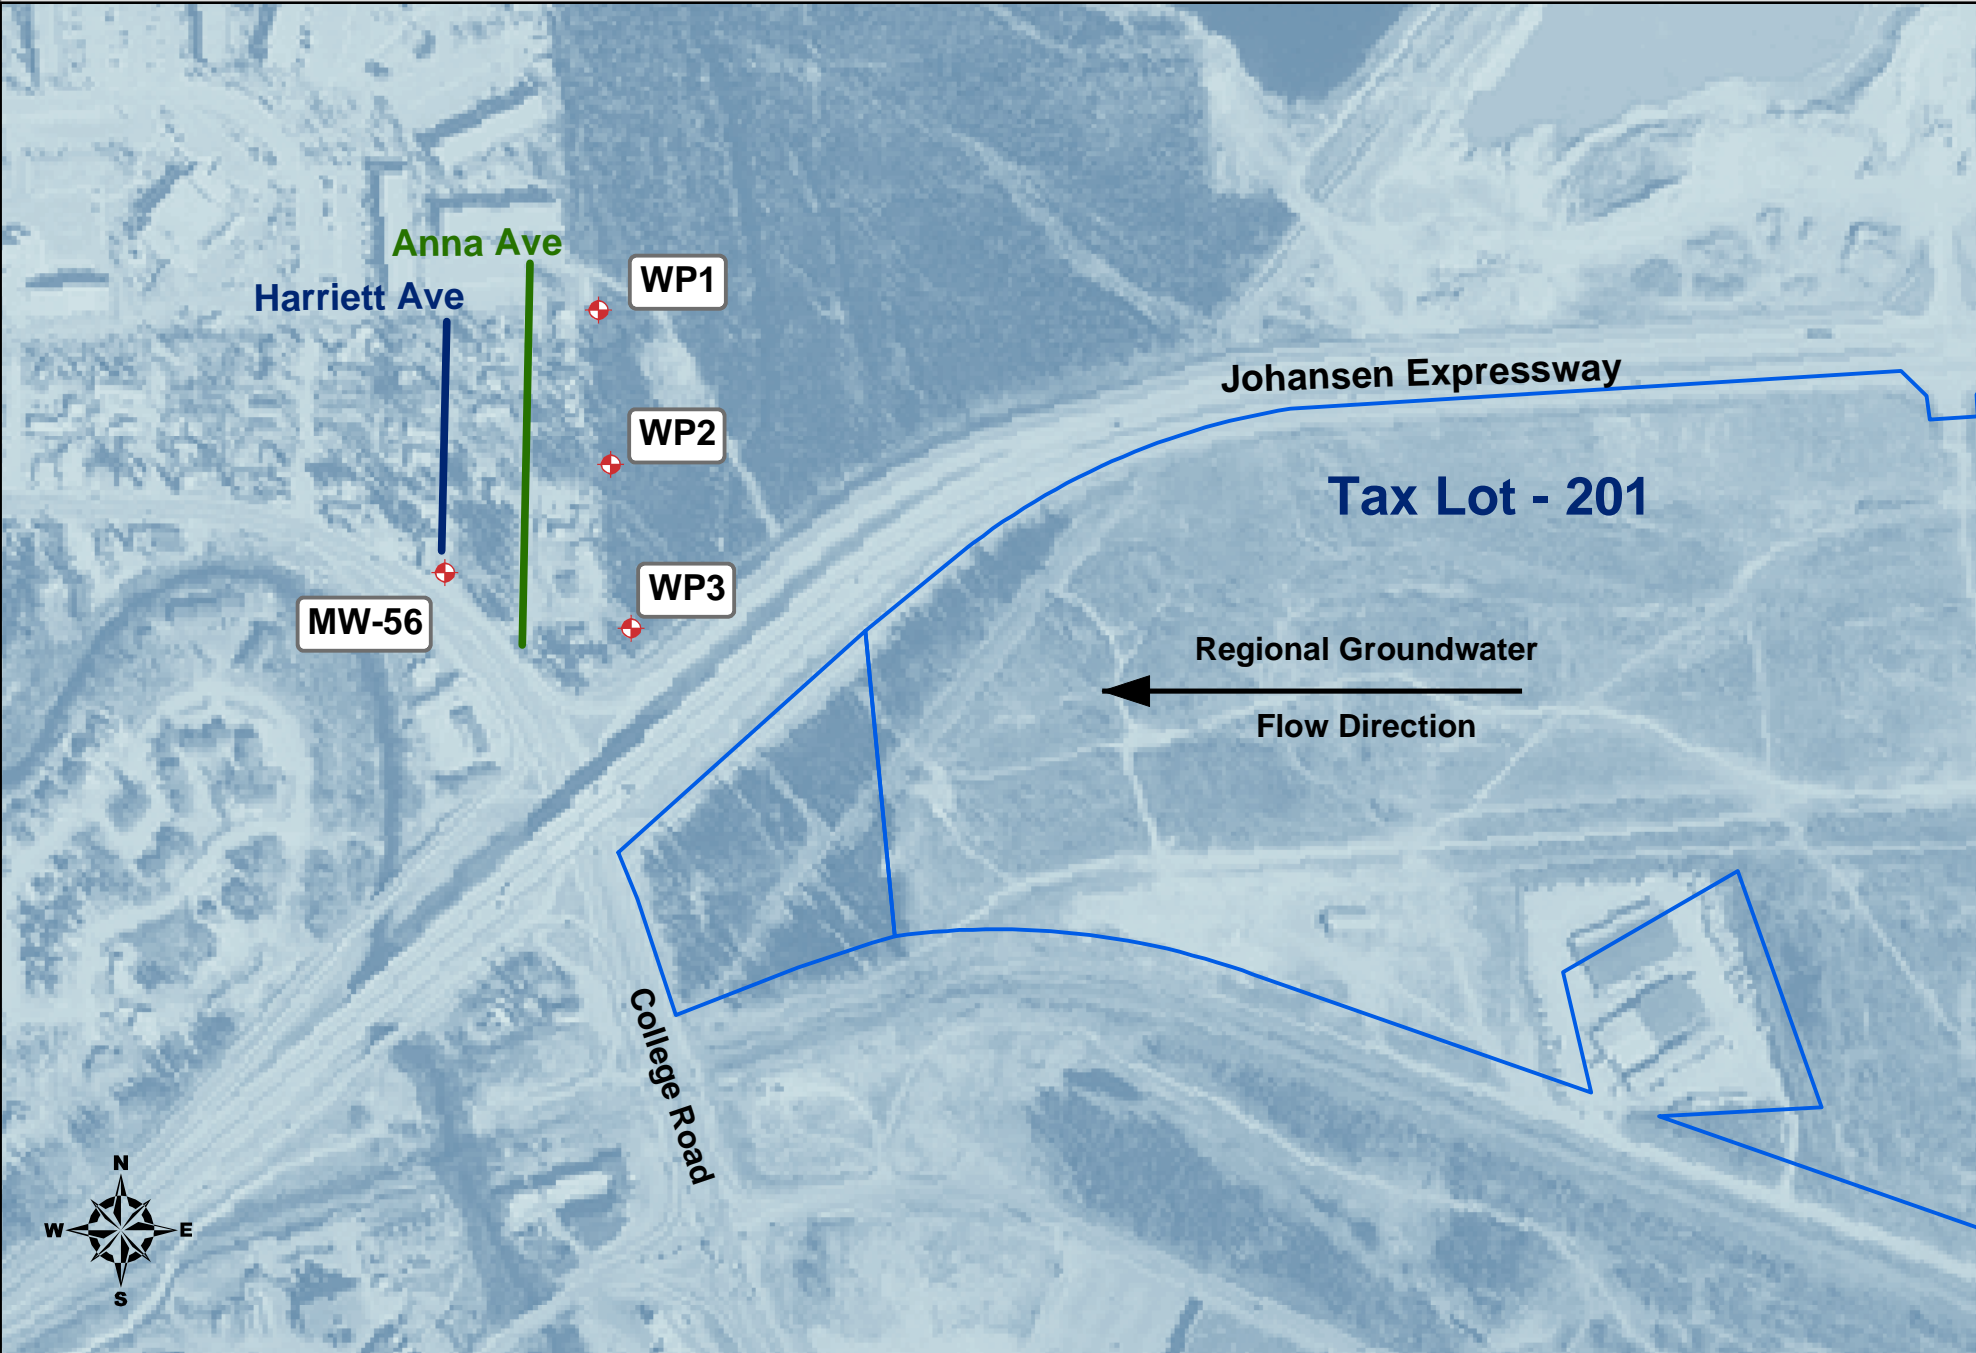 Anna Ave
Harriett Ave
WP1
WP2
WP3
MW-56
Johansen Expressway
Tax Lot - 201
Regional Groundwater
Flow Direction
College Road
N
W E
S